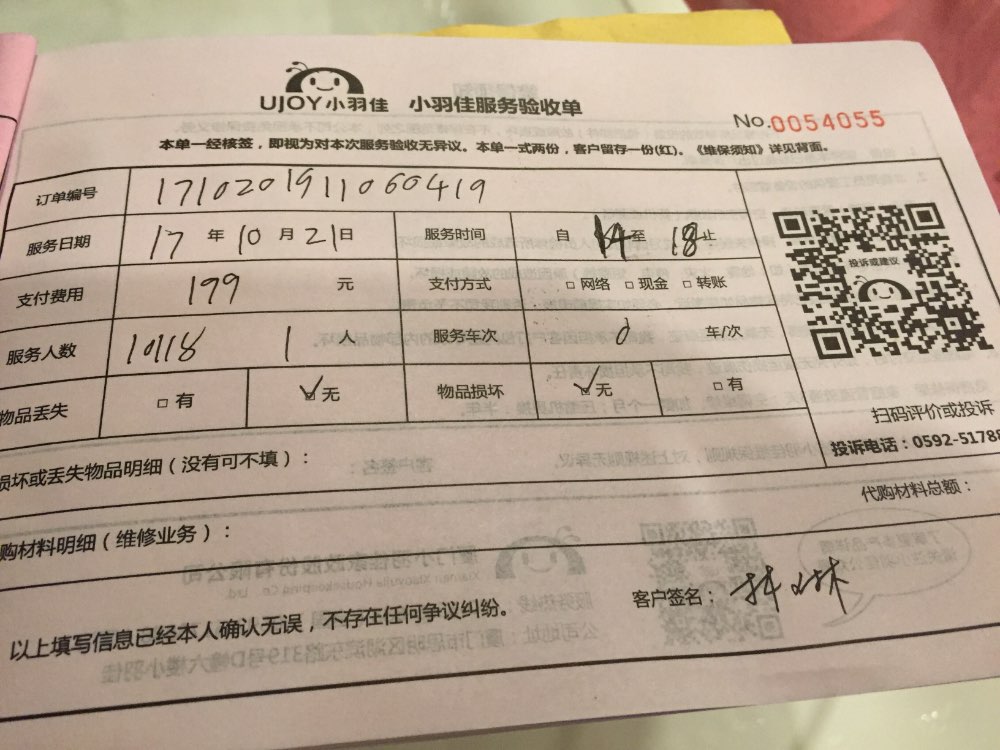 UJOY小羽佳 小羽佳服务验收单
No.0054055
本单一经核签，即视为对本次服务验收无异议。本单一式两份，客户留存一份(红)。《维保须知》详见背面。
订单编号 1710201911060419
服务日期 17 年 10 月 21 日 服务时间 自 14 至 18 止
投诉或建议
支付费用 199 元 支付方式 □ 网络 □ 现金 □ 转账
服务人数 10118 1 人 服务车次 0 车/次
物品丢失 □ 有 ☑ 无 物品损坏 ☑ 无 □ 有
扫码评价或投诉
投诉电话：0592-51788
损坏或丢失物品明细（没有可不填）：
代购材料总额：
购材料明细（维修业务）：
客户签名：
以上填写信息已经本人确认无误，不存在任何争议纠纷。